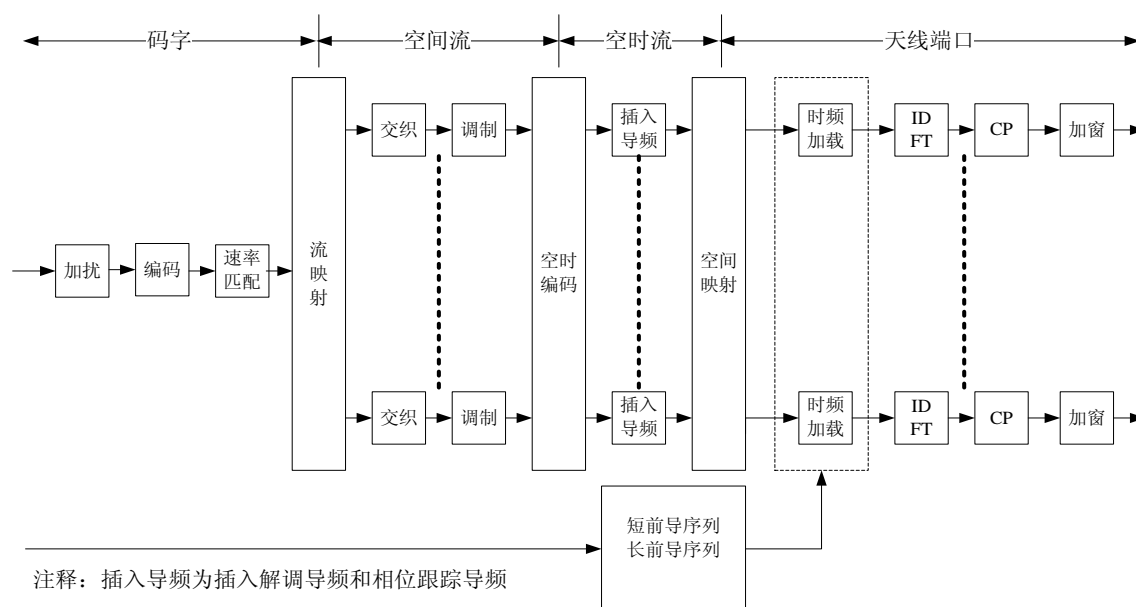 码字
空间流
空时流
天线端口
加扰
编码
速率
匹配
流
映
射
交织
调制
空时
编码
插入
导频
空间
映射
时频
加载
ID
FT
CP
加窗
交织
调制
插入
导频
时频
加载
ID
FT
CP
加窗
短前导序列
长前导序列
注释：插入导频为插入解调导频和相位跟踪导频